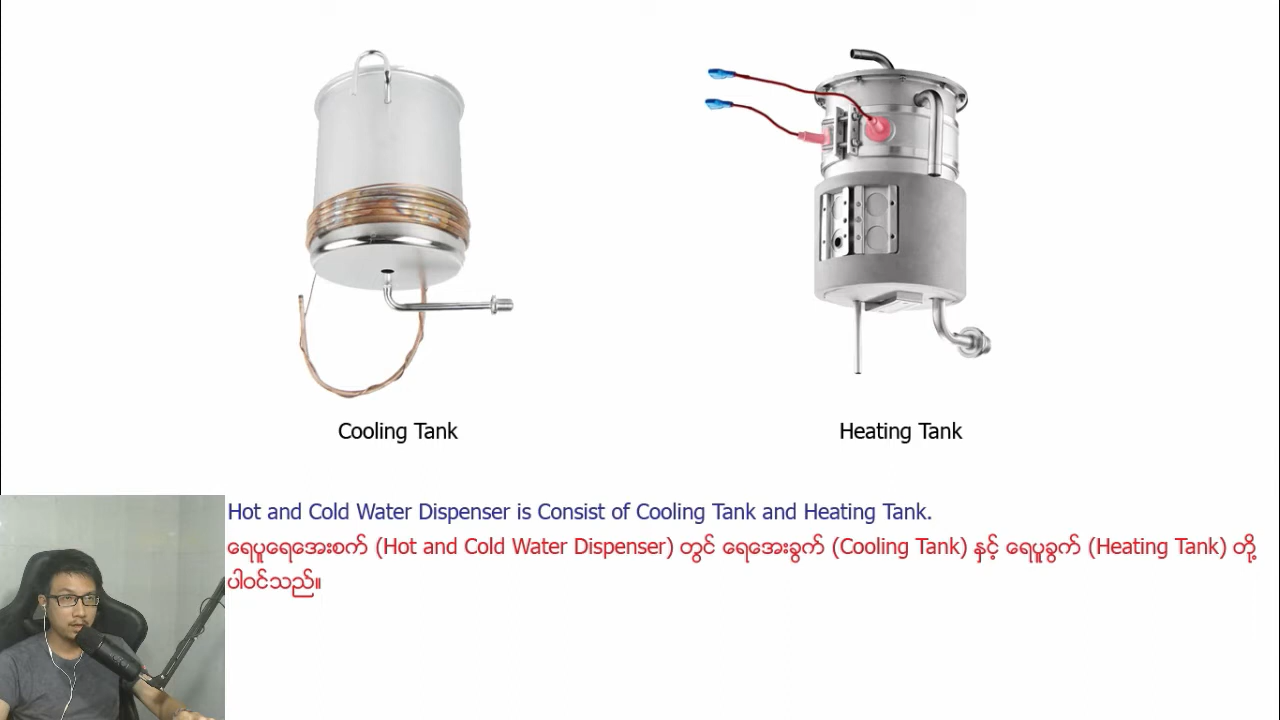 Cooling Tank
Heating Tank
Hot and Cold Water Dispenser is Consist of Cooling Tank and Heating Tank.
ရေပူရေအေးစက် (Hot and Cold Water Dispenser) တွင် ရေအေးခွက် (Cooling Tank) နှင့် ရေပူခွက် (Heating Tank) တို့
ပါဝင်သည်။